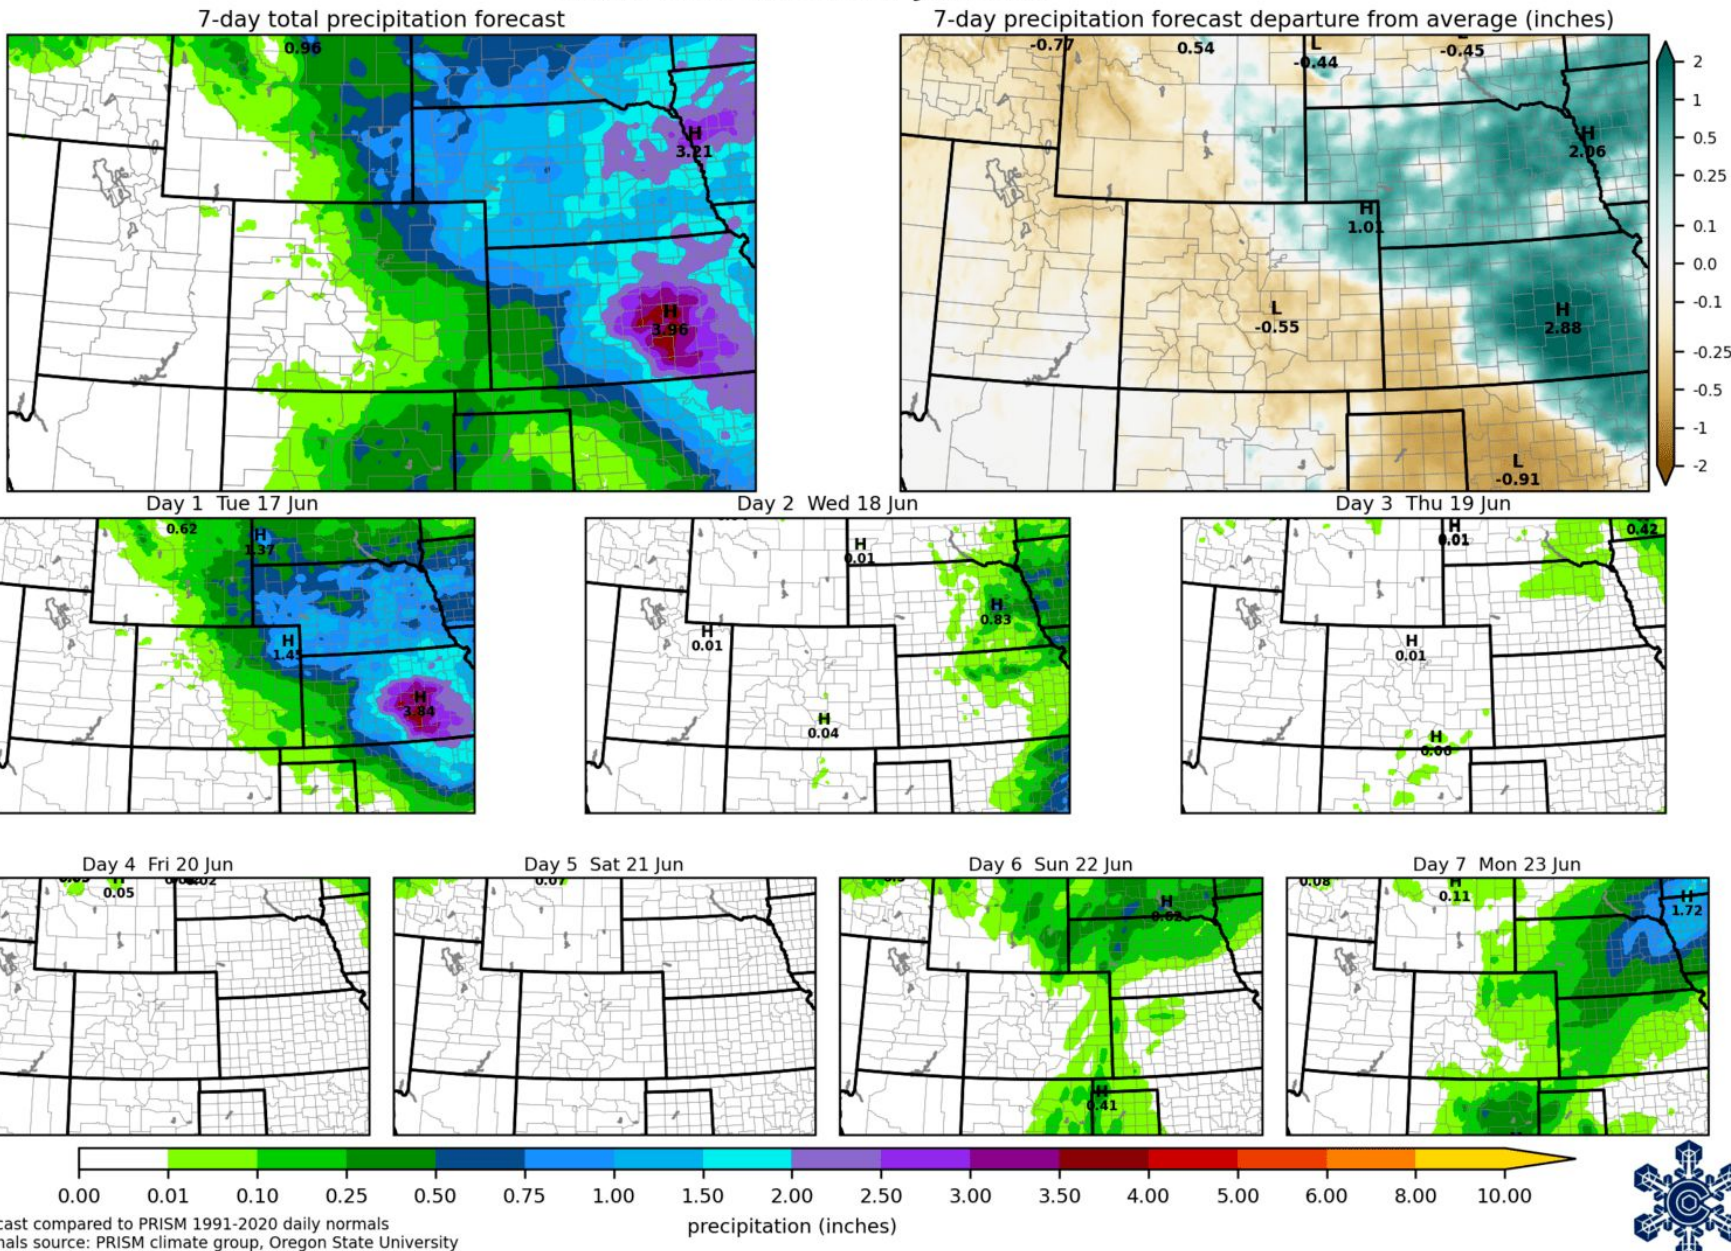 7-day total precipitation forecast
7-day precipitation forecast departure from average (inches)
0.96
H
3.21
H
3.96
-0.77
0.54
L
-0.44
L
-0.45
H
2.06
H
1.01
L
-0.55
H
2.88
L
-0.91
2
1
0.5
0.25
0.1
0.0
-0.1
-0.25
-0.5
-1
-2
Day 1 Tue 17 Jun
0.62
H
1.37
H
1.45
H
3.84
Day 2 Wed 18 Jun
H
0.01
H
0.83
H
0.01
H
0.04
Day 3 Thu 19 Jun
H
0.01
0.42
H
0.01
H
0.06
Day 4 Fri 20 Jun
H
0.05
Day 5 Sat 21 Jun
0.07
Day 6 Sun 22 Jun
H
0.62
H
0.41
Day 7 Mon 23 Jun
0.08
H
0.11
H
1.72
0.00 0.01 0.10 0.25 0.50 0.75 1.00 1.50 2.00 2.50 3.00 3.50 4.00 5.00 6.00 8.00 10.00
precipitation (inches)
cast compared to PRISM 1991-2020 daily normals
mals source: PRISM climate group, Oregon State University